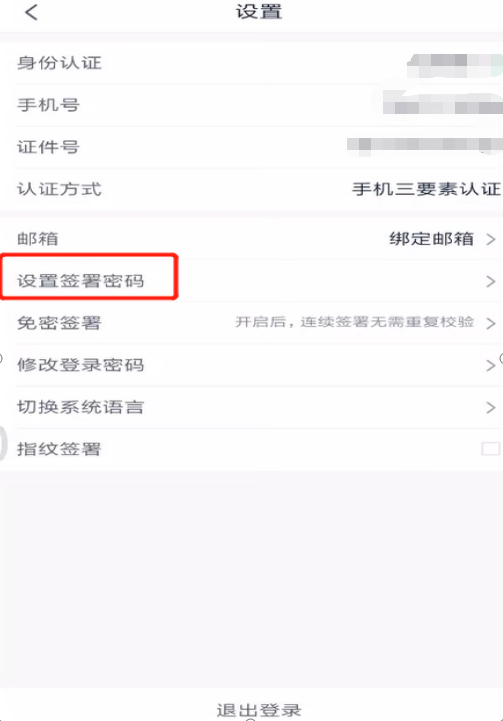 设置
身份认证
手机号
证件号
认证方式 手机三要素认证
邮箱 绑定邮箱
设置签署密码
免密签署 开启后，连续签署无需重复校验
修改登录密码
切换系统语言
指纹签署
退出登录